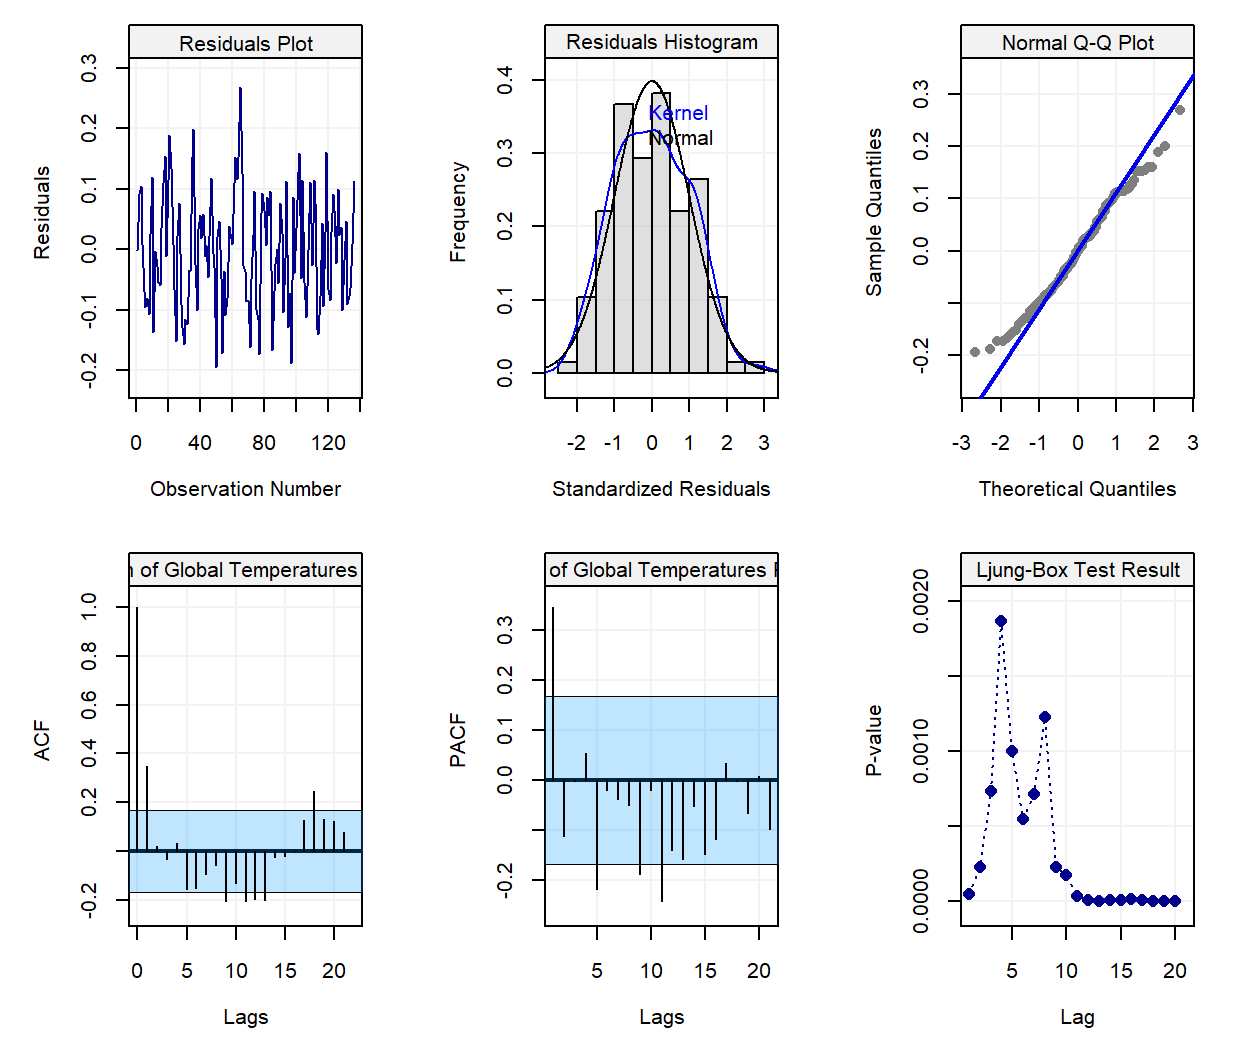 Residuals Plot
Residuals
0.3
0.2
0.1
0.0
-0.1
-0.2
0 40 80 120
Observation Number
Residuals Histogram
Frequency
0.4
0.3
0.2
0.1
0.0
Kernel
Normal
-2 -1 0 1 2 3
Standardized Residuals
Normal Q-Q Plot
Sample Quantiles
0.3
0.2
0.1
0.0
-0.2
-3 -2 -1 0 1 2 3
Theoretical Quantiles
of Global Temperatures
ACF
1.0
0.8
0.6
0.4
0.2
-0.2
0 5 10 15 20
Lags
of Global Temperatures
PACF
0.3
0.2
0.1
0.0
-0.2
5 10 15 20
Lags
Ljung-Box Test Result
P-value
0.0020
0.0010
0.0000
5 10 15 20
Lag